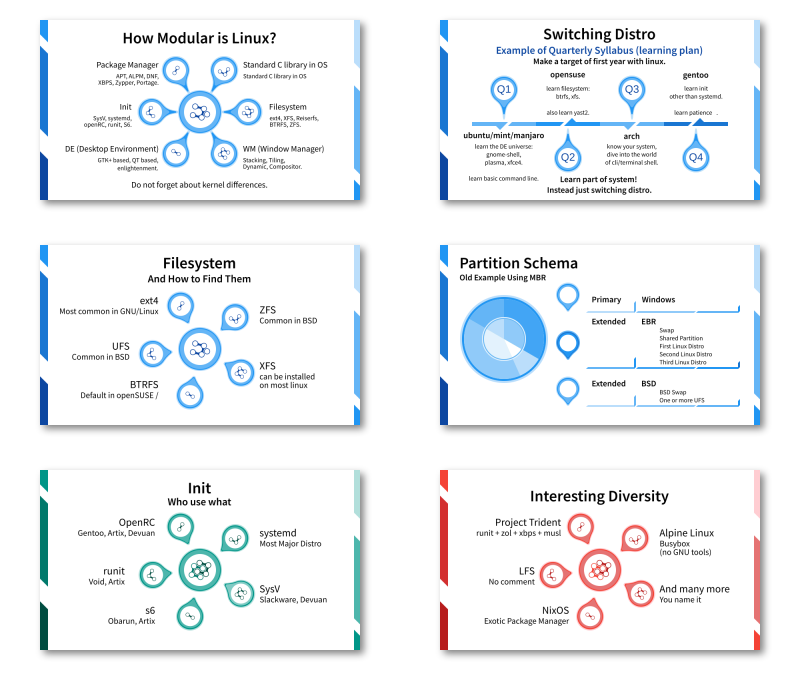 How Modular is Linux?
Package Manager
APT, ALPM, DNF,
XBPS, Zypper, Portage.
Standard C library in OS
Standard C library in OS
Init
SysV, systemd,
openRC, runit, S6.
Filesystem
ext4, XFS, Reiserfs,
BTRFS, ZFS.
DE (Desktop Environment)
GTK+ based, QT based,
enlightenment.
WM (Window Manager)
Stacking, Tiling,
Dynamic, Compositor.
Do not forget about kernel differences.
Switching Distro
Example of Quarterly Syllabus (learning plan)
Make a target of first year with linux.
Q1
opensuse
learn filesystem:
btrfs, xfs.
also learn yast2.
Q3
gentoo
learn init
other than systemd.
learn patience .
ubuntu/mint/manjaro
learn the DE universe:
gnome-shell,
plasma, xfce4.
learn basic command line.
Q2
arch
know your system,
dive into the world
of cli/terminal shell.
Q4
Learn part of system!
Instead just switching distro.
Filesystem
And How to Find Them
ext4
Most common in GNU/Linux
ZFS
Common in BSD
UFS
Common in BSD
XFS
can be installed
on most linux
BTRFS
Default in openSUSE /
Partition Schema
Old Example Using MBR
Primary Windows
Extended EBR
Swap
Shared Partition
First Linux Distro
Second Linux Distro
Third Linux Distro
Extended BSD
BSD Swap
One or more UFS
Init
Who use what
OpenRC
Gentoo, Artix, Devuan
systemd
Most Major Distro
runit
Void, Artix
SysV
Slackware, Devuan
s6
Obarun, Artix
Interesting Diversity
Project Trident
runit + zol + xbps + musl
Alpine Linux
Busybox
(no GNU tools)
LFS
No comment
And many more
You name it
NixOS
Exotic Package Manager